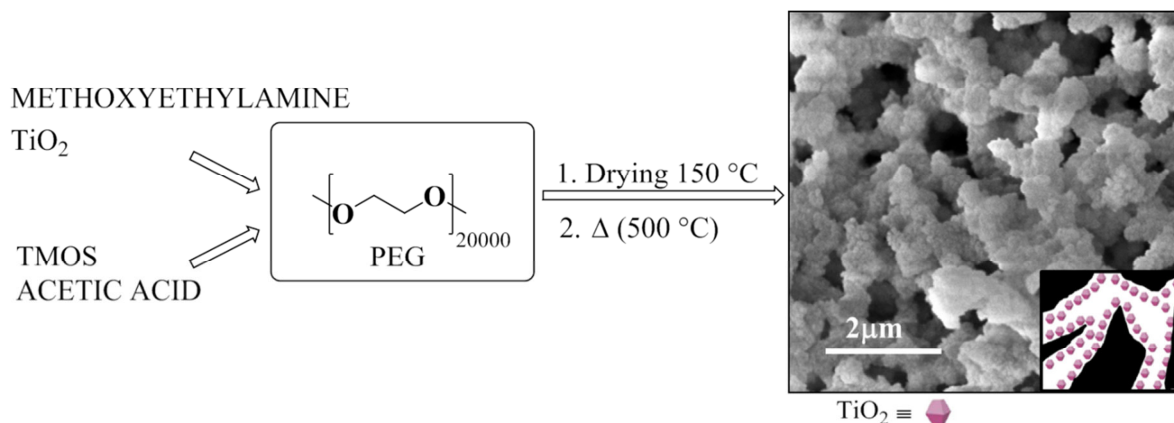 METHOXYETHYLAMINE
TiO₂
TMOS
ACETIC ACID
O O
20000
PEG
1. Drying 150 °C
2. Δ (500 °C)
2μm
TiO₂ ≡